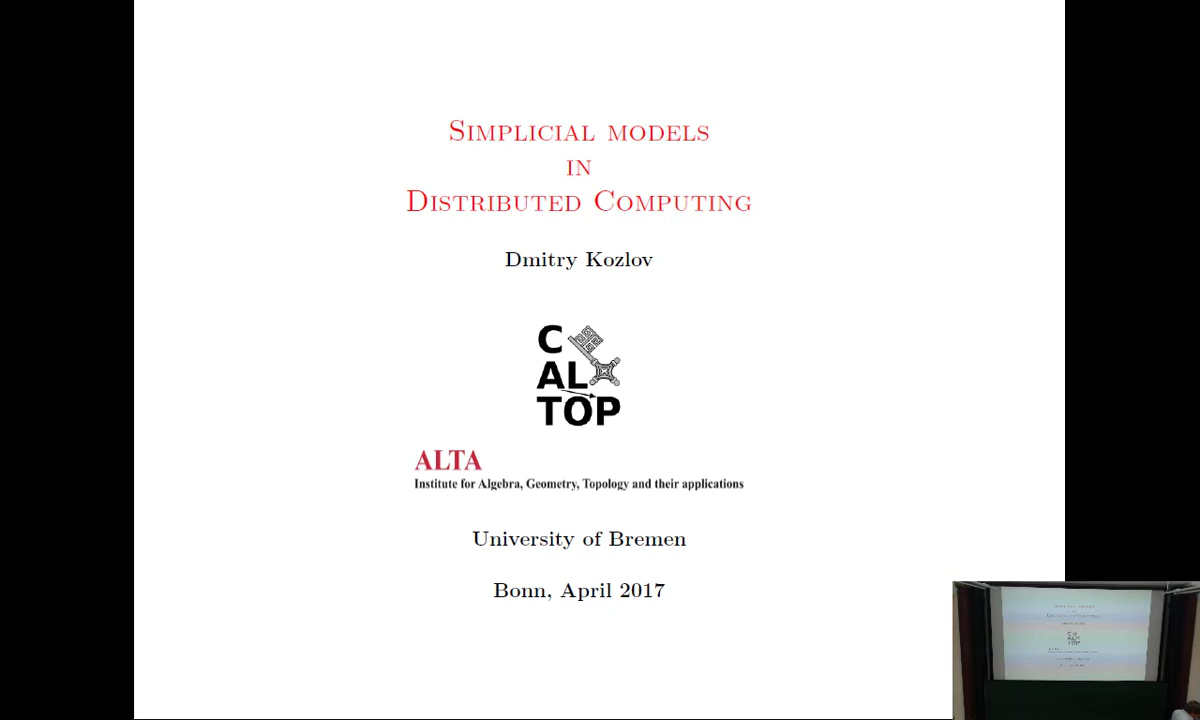 SIMPLICIAL MODELS
IN
DISTRIBUTED COMPUTING
Dmitry Kozlov
C
AL
TOP
ALTA
Institute for Algebra, Geometry, Topology and their applications
University of Bremen
Bonn, April 2017